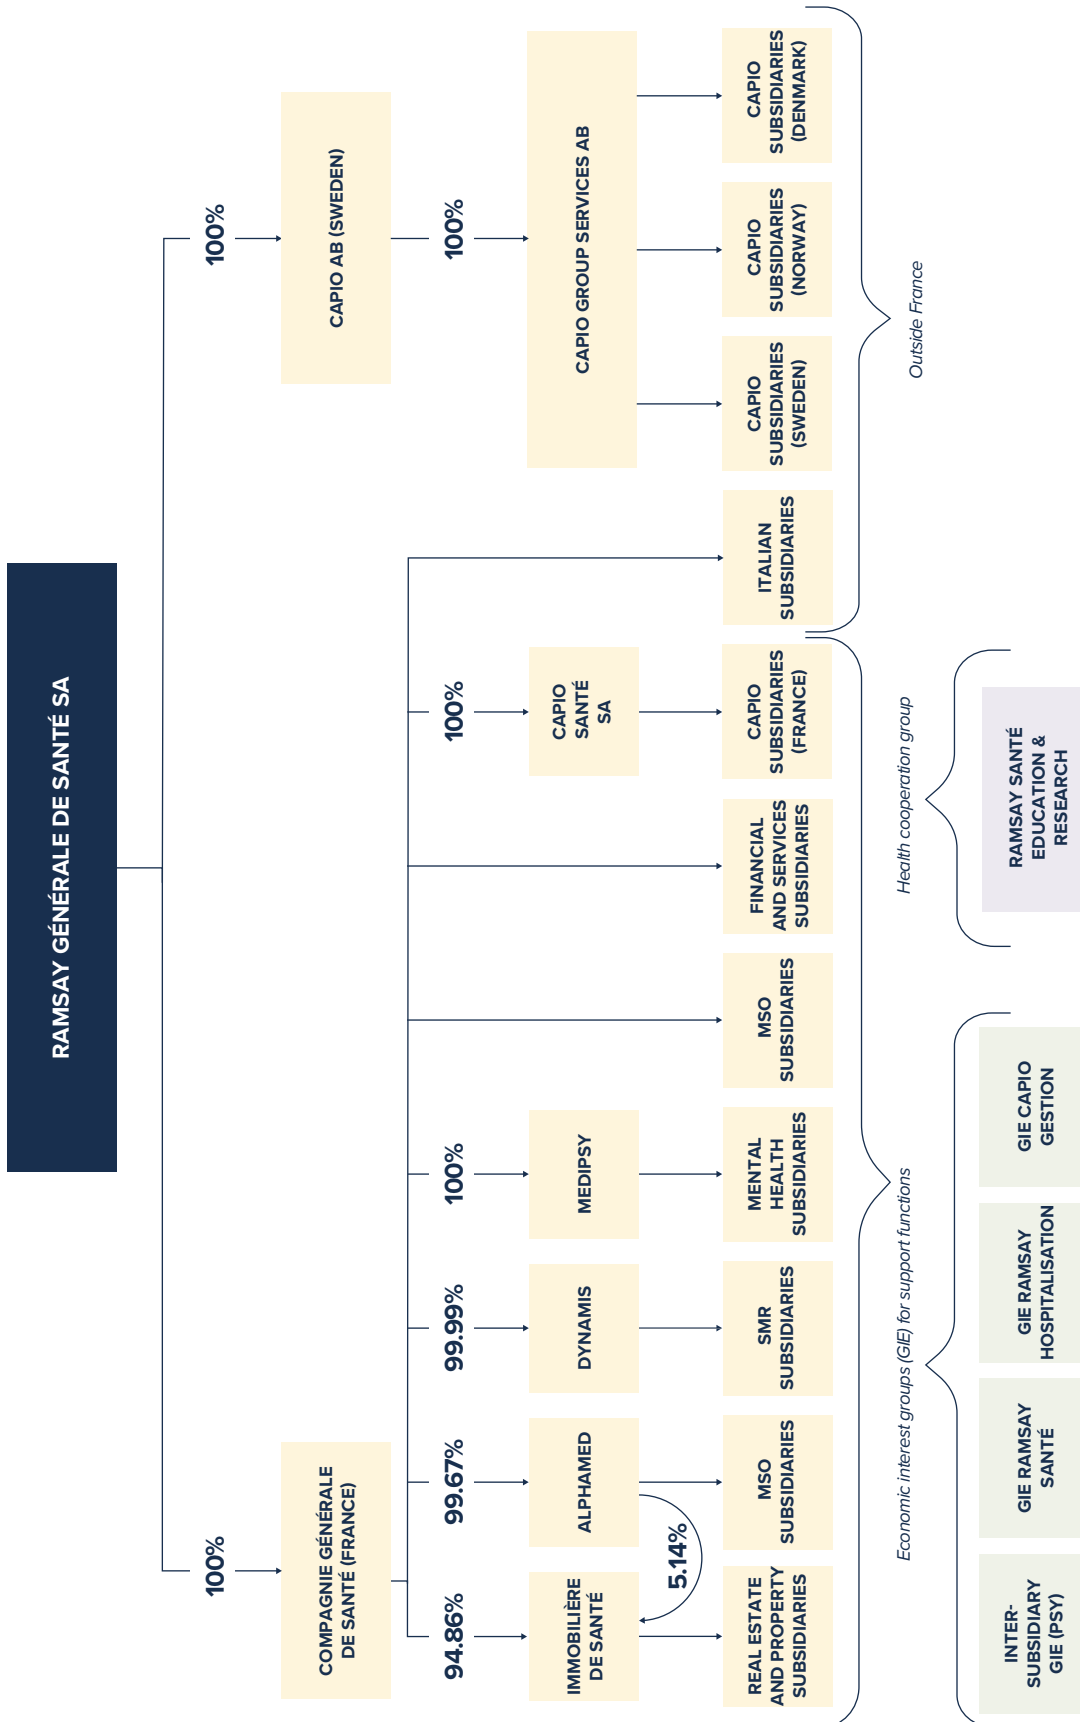 RAMSAY GÉNÉRALE DE SANTÉ SA
100%
100%
COMPAGNIE GÉNÉRALE
DE SANTÉ (FRANCE)
CAPIO AB (SWEDEN)
94.86%
99.67%
99.99%
100%
100%
100%
IMMOBILIÈRE
DE SANTÉ
ALPHAMED
DYNAMIS
MEDIPSY
CAPIO
SANTÉ
SA
CAPIO GROUP SERVICES AB
5.14%
REAL ESTATE
AND PROPERTY
SUBSIDIARIES
MSO
SUBSIDIARIES
SMR
SUBSIDIARIES
MENTAL
HEALTH
SUBSIDIARIES
MSO
SUBSIDIARIES
FINANCIAL
AND SERVICES
SUBSIDIARIES
CAPIO
SUBSIDIARIES
(FRANCE)
ITALIAN
SUBSIDIARIES
CAPIO
SUBSIDIARIES
(SWEDEN)
CAPIO
SUBSIDIARIES
(NORWAY)
CAPIO
SUBSIDIARIES
(DENMARK)
Economic interest groups (GIE) for support functions
Health cooperation group
Outside France
INTER-
SUBSIDIARY
GIE (PSY)
GIE RAMSAY
SANTÉ
GIE RAMSAY
HOSPITALISATION
GIE CAPIO
GESTION
RAMSAY SANTÉ
EDUCATION &
RESEARCH